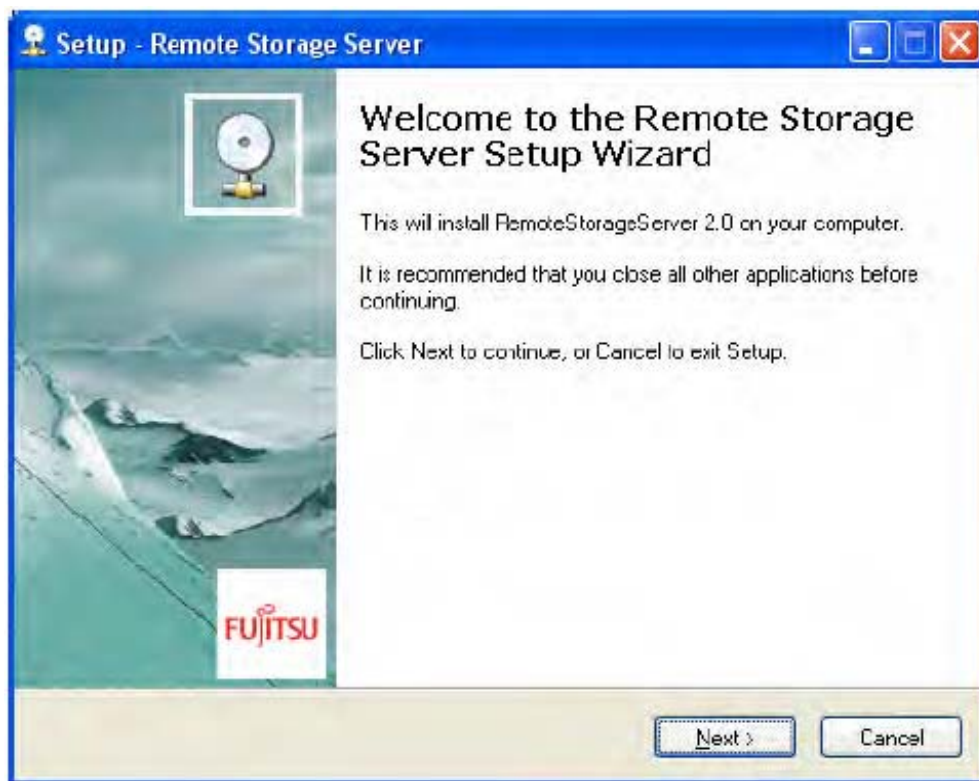 Setup - Remote Storage Server
Welcome to the Remote Storage
Server Setup Wizard
This will install RemoteStorageServer 2.0 on your computer.
It is recommended that you close all other applications before
continuing.
Click Next to continue, or Cancel to exit Setup.
FUJITSU
Next >
Cancel